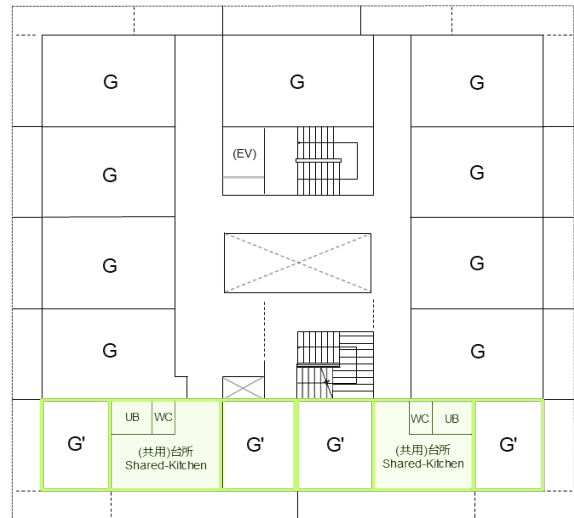 G
G
G
(EV)
G
G
G
G
G
G
UB
WC
WC
UB
G'
(共用)台所
Shared-Kitchen
G'
G'
(共用)台所
Shared-Kitchen
G'